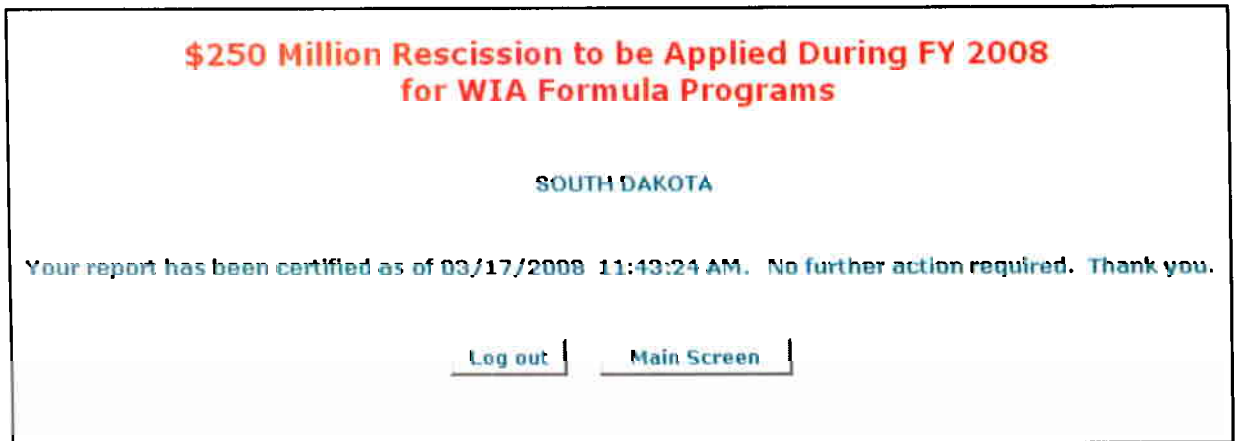 $250 Million Rescission to be Applied During FY 2008
for WIA Formula Programs
SOUTH DAKOTA
Your report has been certified as of 03/17/2008 11:43:24 AM. No further action required. Thank you.
Log out
Main Screen